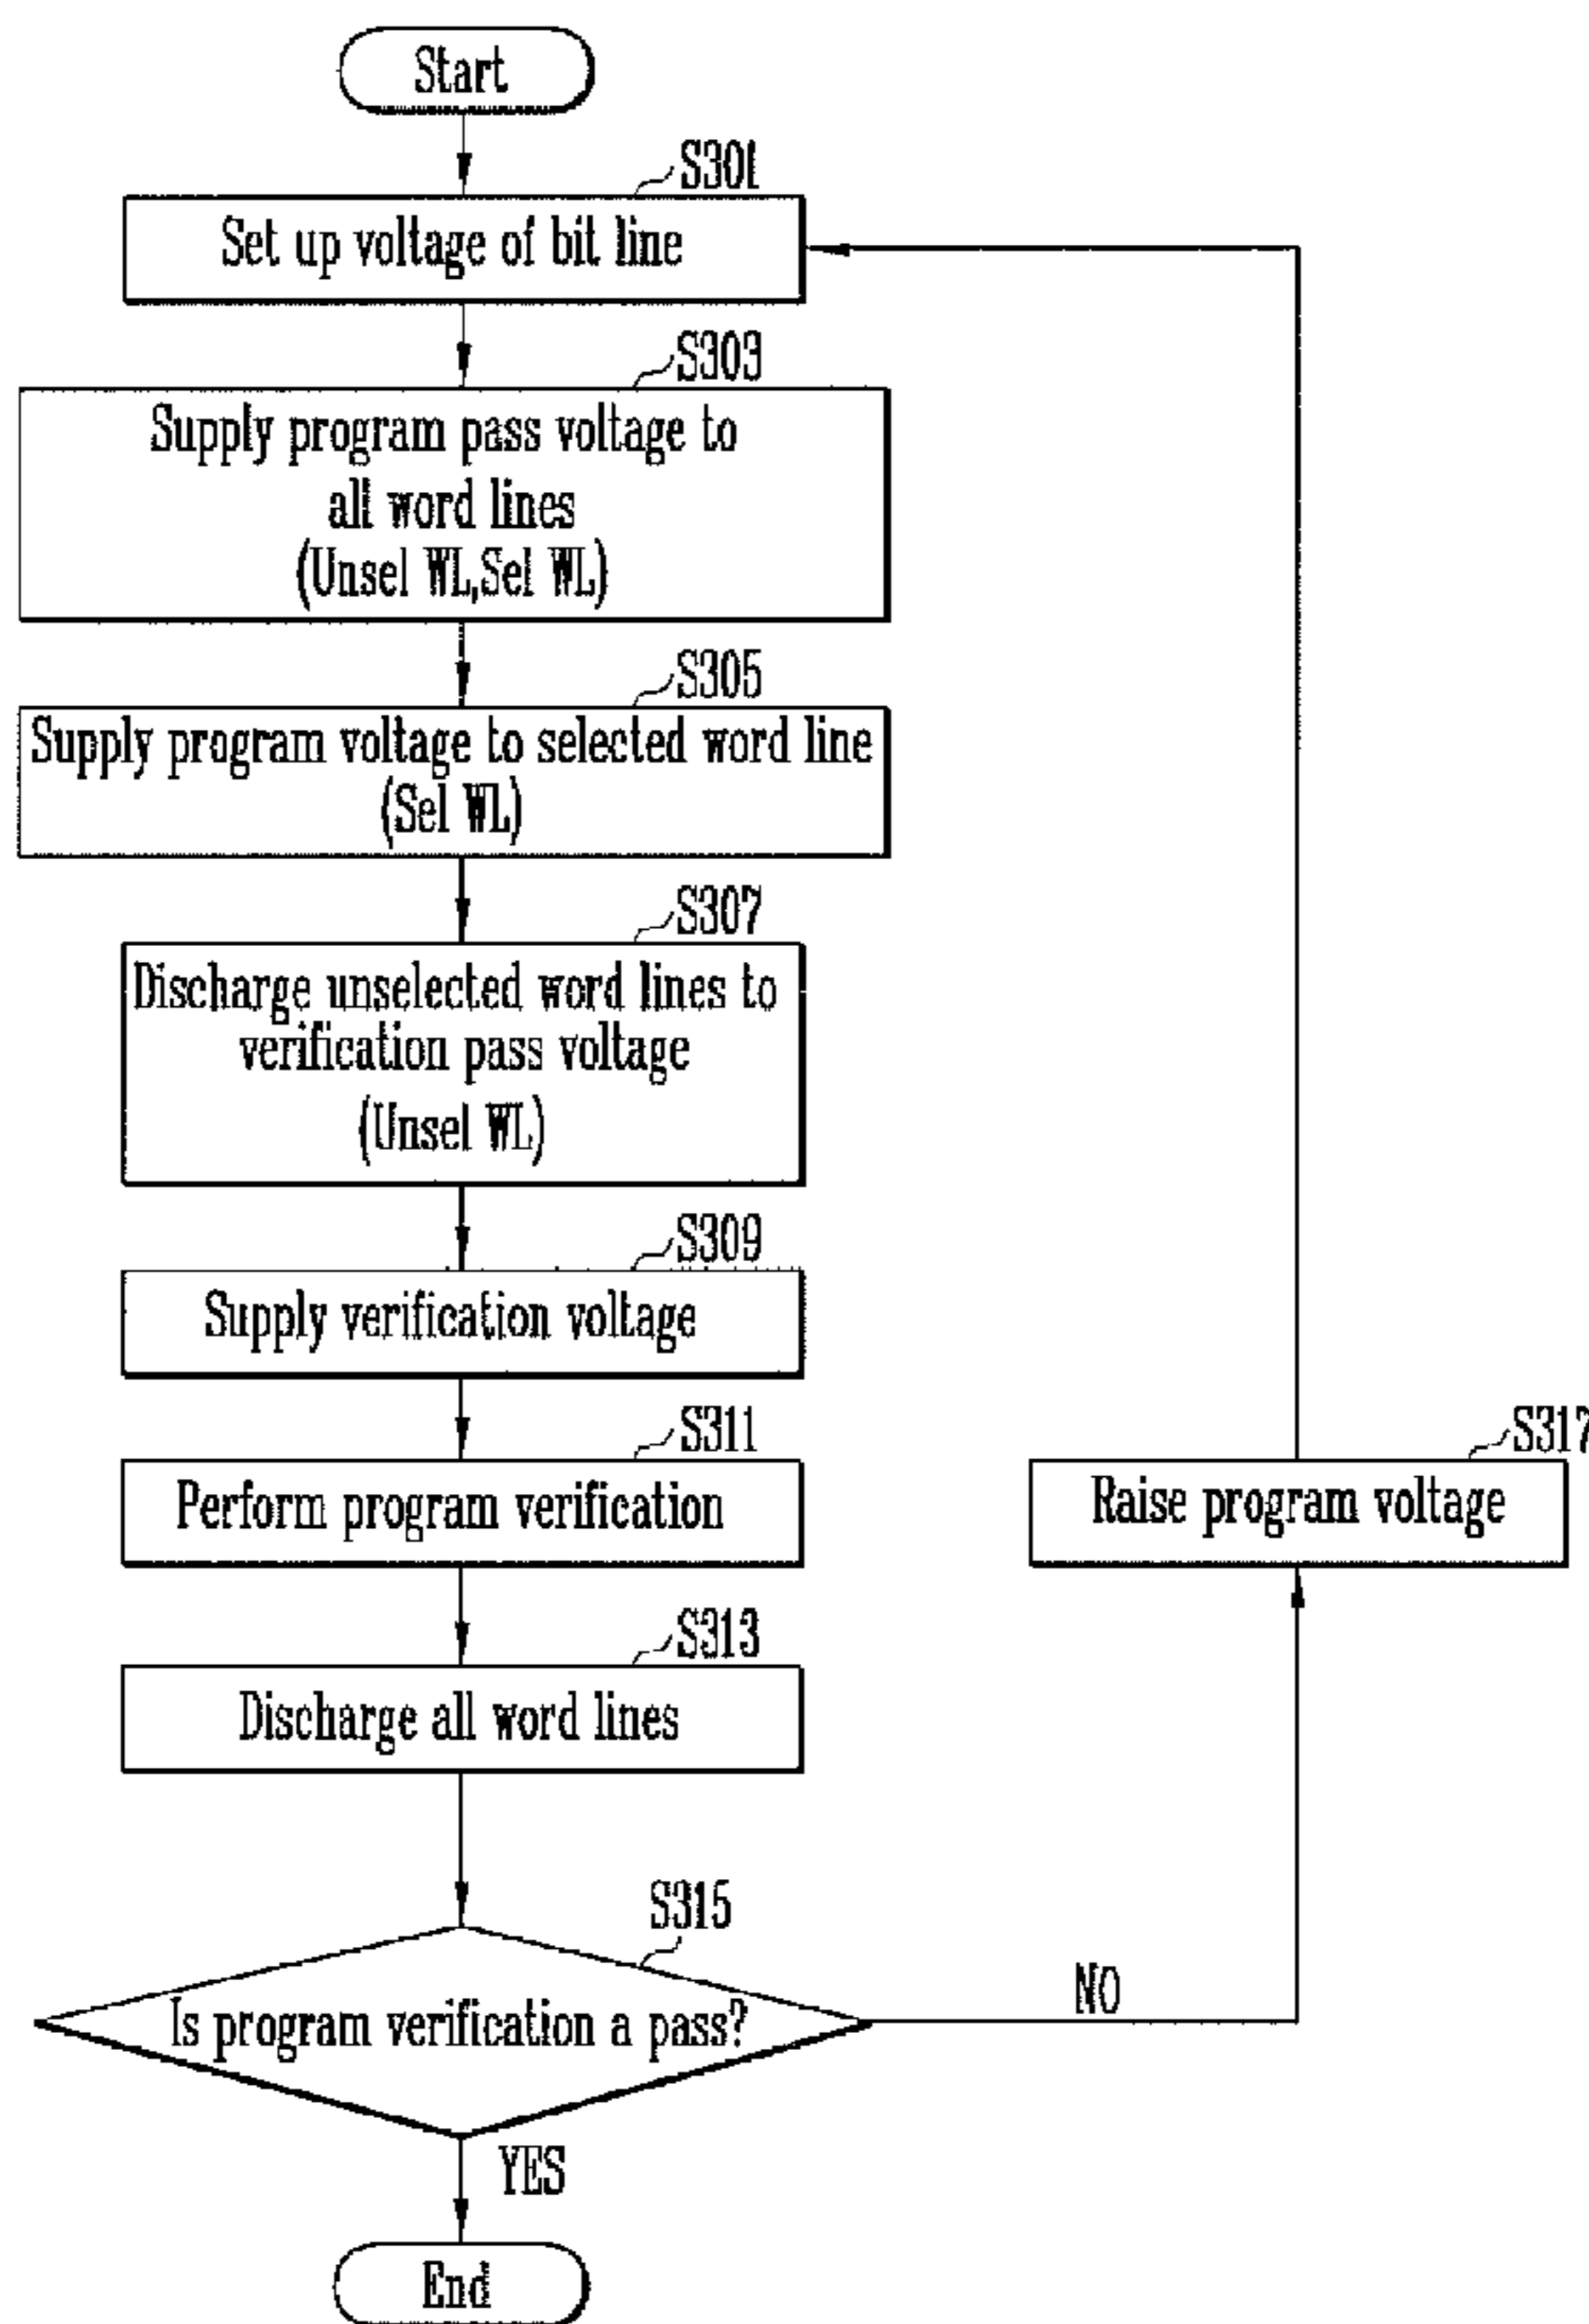 Start
S301
Set up voltage of bit line
S303
Supply program pass voltage to
all word lines
(Unsel WL,Sel WL)
S305
Supply program voltage to selected word line
(Sel WL)
S307
Discharge unselected word lines to
verification pass voltage
(Unsel WL)
S309
Supply verification voltage
S311
Perform program verification
S317
Raise program voltage
S313
Discharge all word lines
S315
Is program verification a pass?
NO
YES
End